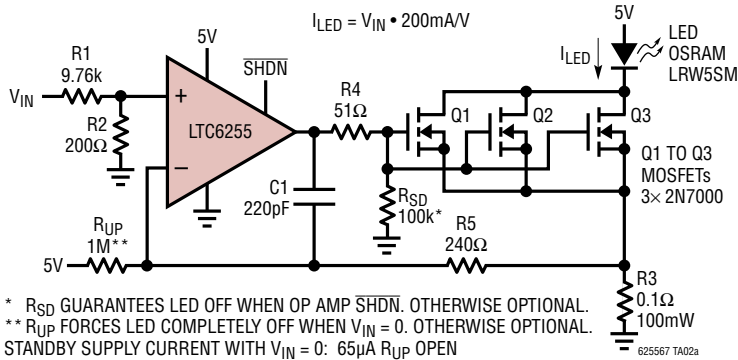 I_LED = V_IN • 200mA/V
5V
LED
OSRAM
LRW5SM
I_LED
5V
SHDN
R1
9.76k
V_IN
R2
200Ω
+
LTC6255
–
R4
51Ω
Q1
Q2
Q3
Q1 TO Q3
MOSFETs
3× 2N7000
C1
220pF
R_SD
100k*
R_UP
1M**
5V
R5
240Ω
R3
0.1Ω
100mW
* R_SD GUARANTEES LED OFF WHEN OP AMP SHDN. OTHERWISE OPTIONAL.
** R_UP FORCES LED COMPLETELY OFF WHEN V_IN = 0. OTHERWISE OPTIONAL.
STANDBY SUPPLY CURRENT WITH V_IN = 0: 65µA R_UP OPEN
625567 TA02a